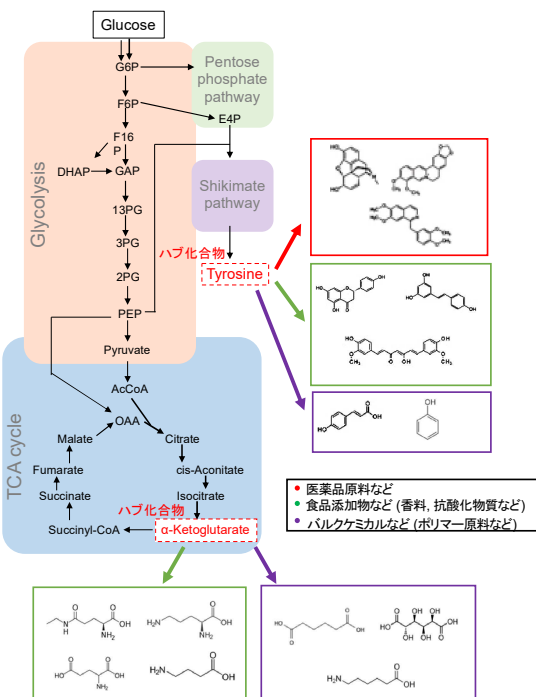 Glucose
Glycolysis
G6P
F6P
F16
P
DHAP
GAP
13PG
3PG
2PG
PEP
Pyruvate
Pentose
phosphate
pathway
E4P
Shikimate
pathway
ハブ化合物
Tyrosine
TCA cycle
AcCoA
OAA
Malate
Citrate
Fumarate
cis-Aconitate
Succinate
Isocitrate
ハブ化合物
Succinyl-CoA
α-Ketoglutarate
• 医薬品原料など
• 食品添加物など (香料, 抗酸化物質など)
• バルクケミカルなど (ポリマー原料など)